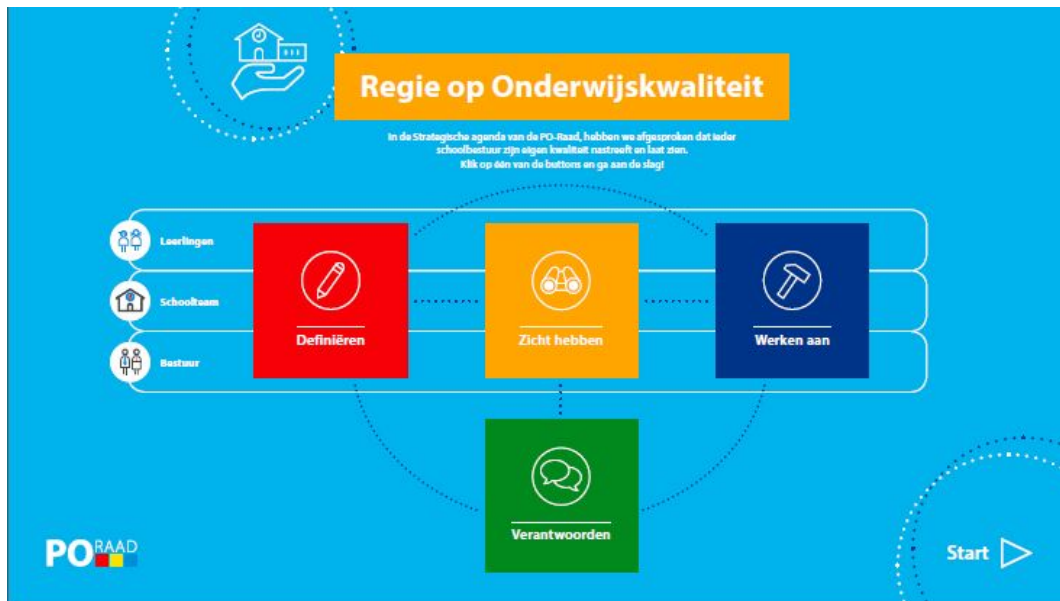 Regie op Onderwijskwaliteit
In de Strategische agenda van de PO-Raad, hebben we afgesproken dat ieder
schoolbestuur zijn eigen kwaliteit nastreeft en laat zien.
Klik op één van de buttons en ga aan de slag!
Leerlingen
Schoolteam
Bestuur
Definiëren
Zicht hebben
Werken aan
Verantwoorden
PO RAAD
Start